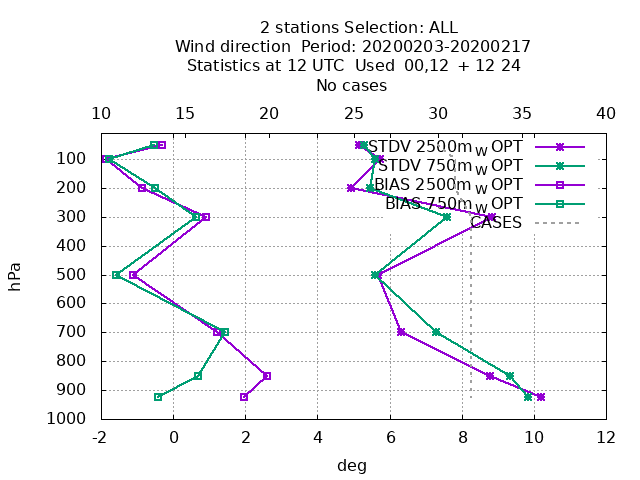 2 stations Selection: ALL
Wind direction  Period: 20200203-20200217
Statistics at 12 UTC  Used  00,12  + 12 24
No cases
10 15 20 25 30 35 40
STDV 2500m W OPT
STDV 750m W OPT
BIAS 2500m W OPT
BIAS 750m W OPT
CASES
100
200
300
400
500
600
700
800
900
1000
hPa
-2 0 2 4 6 8 10 12
deg